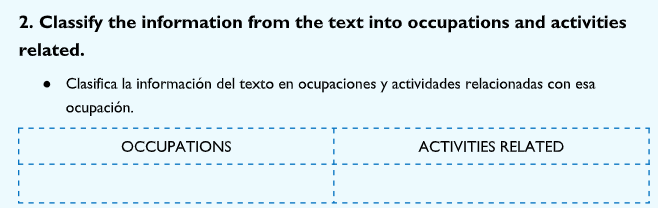 2. Classify the information from the text into occupations and activities
related.
● Clasifica la información del texto en ocupaciones y actividades relacionadas con esa
ocupación.
OCCUPATIONS ACTIVITIES RELATED